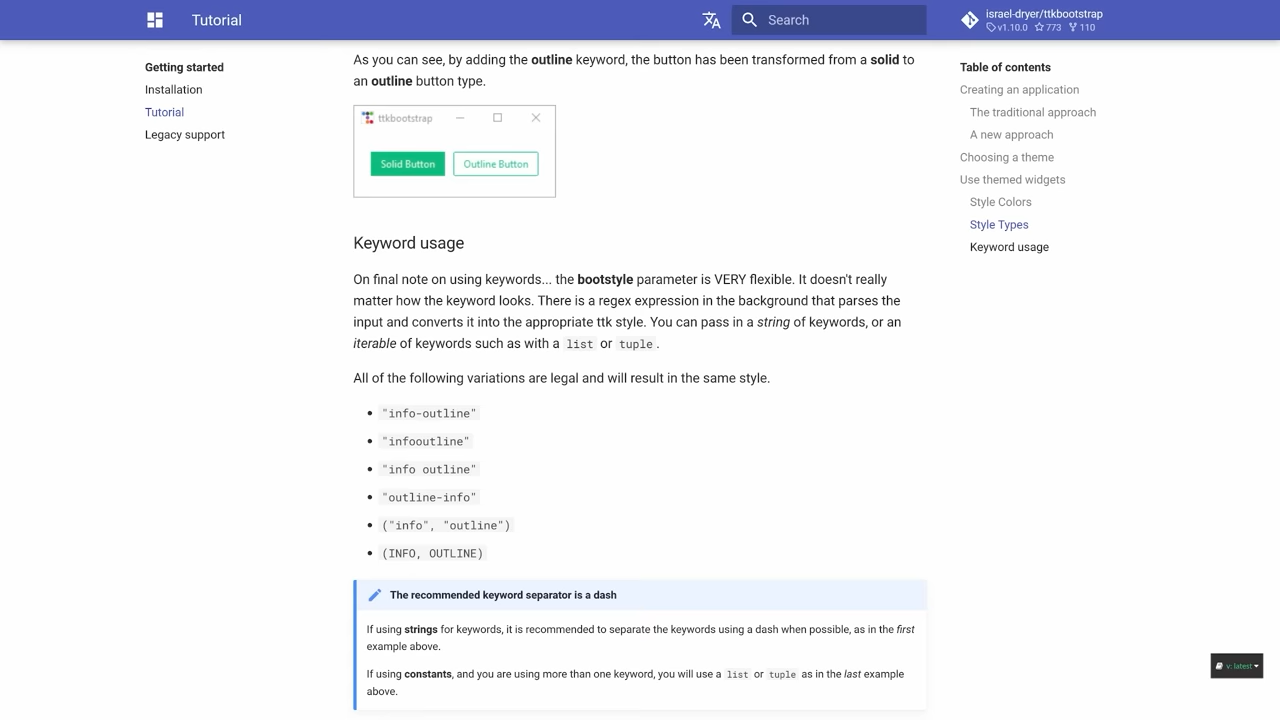 Tutorial
Search
israel-dryer/ttkbootstrap
v1.10.0 773 110
Getting started
Installation
Tutorial
Legacy support
As you can see, by adding the outline keyword, the button has been transformed from a solid to
an outline button type.
ttkbootstrap
Solid Button
Outline Button
Keyword usage
On final note on using keywords... the bootstyle parameter is VERY flexible. It doesn't really
matter how the keyword looks. There is a regex expression in the background that parses the
input and converts it into the appropriate ttk style. You can pass in a string of keywords, or an
iterable of keywords such as with a list or tuple.
All of the following variations are legal and will result in the same style.
"info-outline"
"infooutline"
"info outline"
"outline-info"
("info", "outline")
(INFO, OUTLINE)
The recommended keyword separator is a dash
If using strings for keywords, it is recommended to separate the keywords using a dash when possible, as in the first
example above.
If using constants, and you are using more than one keyword, you will use a list or tuple as in the last example
above.
Table of contents
Creating an application
The traditional approach
A new approach
Choosing a theme
Use themed widgets
Style Colors
Style Types
Keyword usage
v: latest